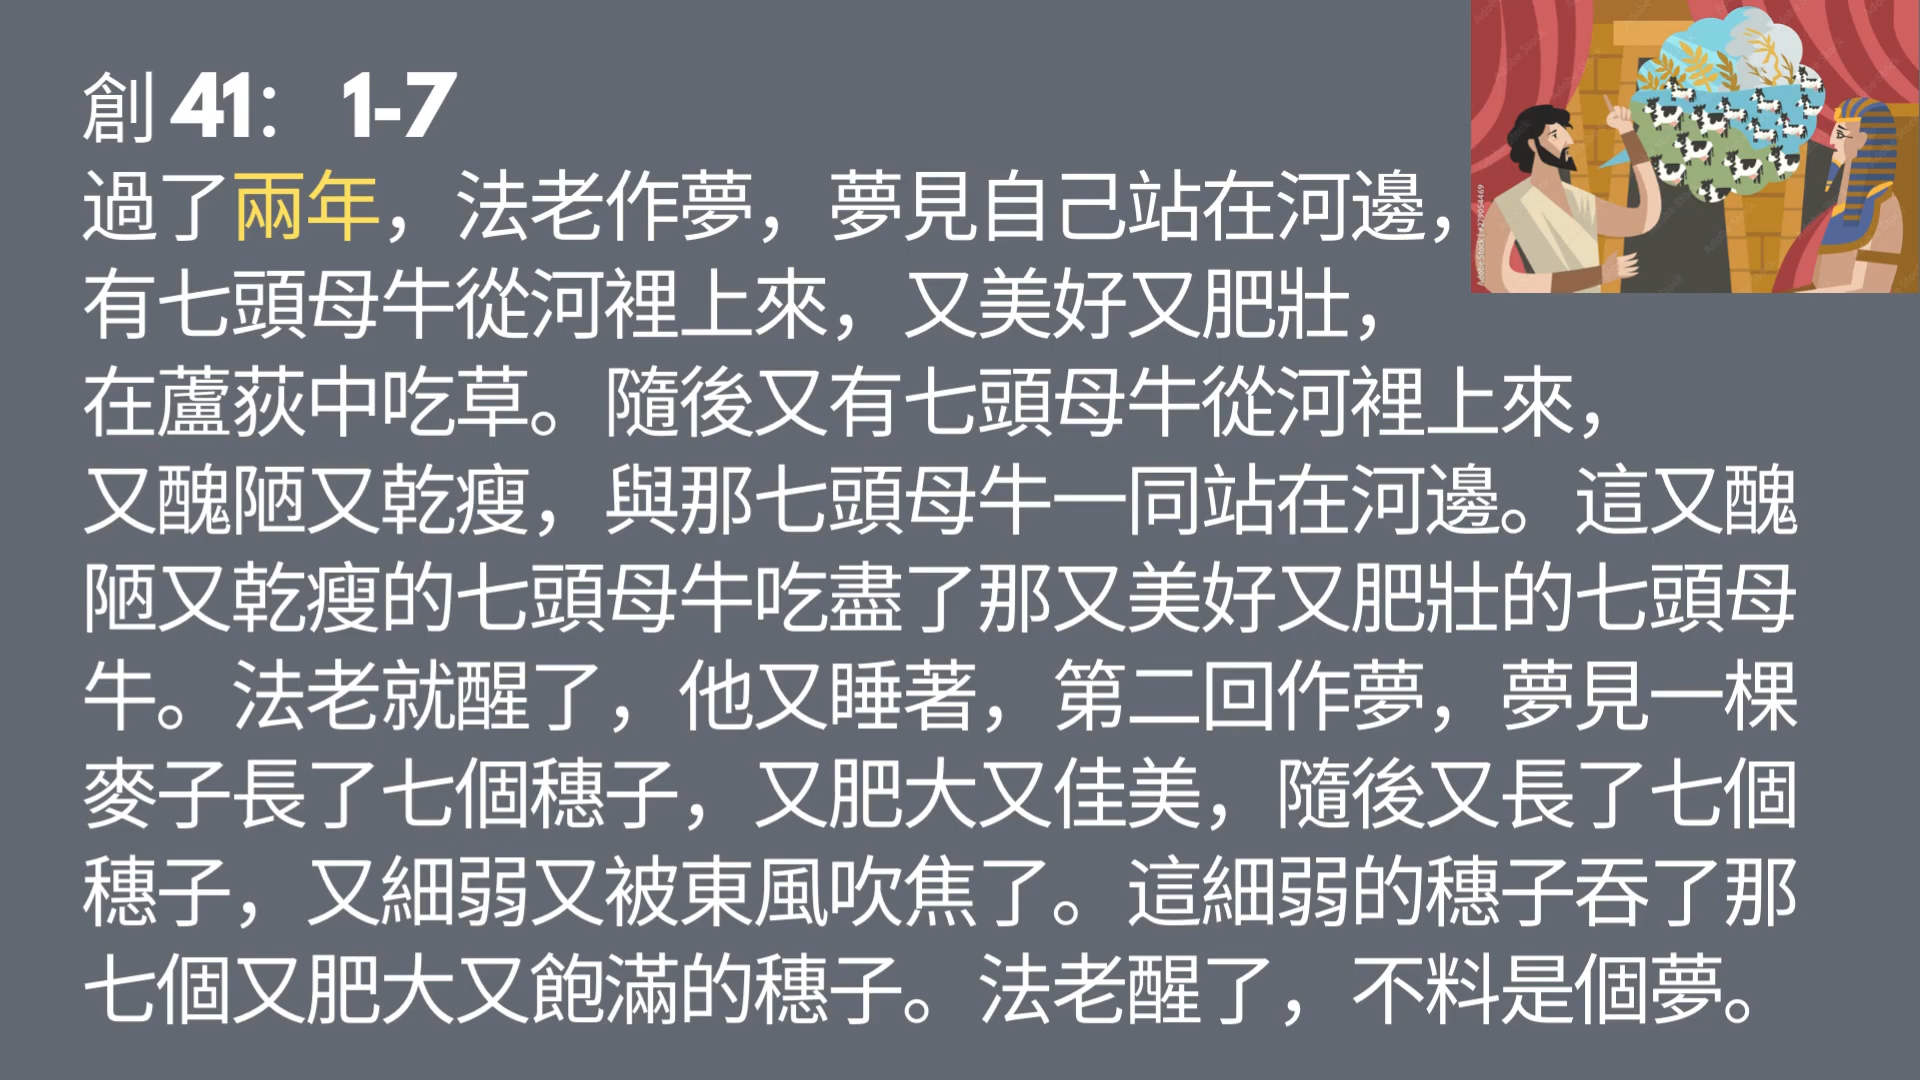 創 41： 1-7
過了兩年，法老作夢，夢見自己站在河邊，
有七頭母牛從河裡上來，又美好又肥壯，
在蘆荻中吃草。隨後又有七頭母牛從河裡上來，
又醜陋又乾瘦，與那七頭母牛一同站在河邊。這又醜
陋又乾瘦的七頭母牛吃盡了那又美好又肥壯的七頭母
牛。法老就醒了，他又睡著，第二回作夢，夢見一棵
麥子長了七個穗子，又肥大又佳美，隨後又長了七個
穗子，又細弱又被東風吹焦了。這細弱的穗子吞了那
七個又肥大又飽滿的穗子。法老醒了，不料是個夢。
Adobe Stock | #279054469